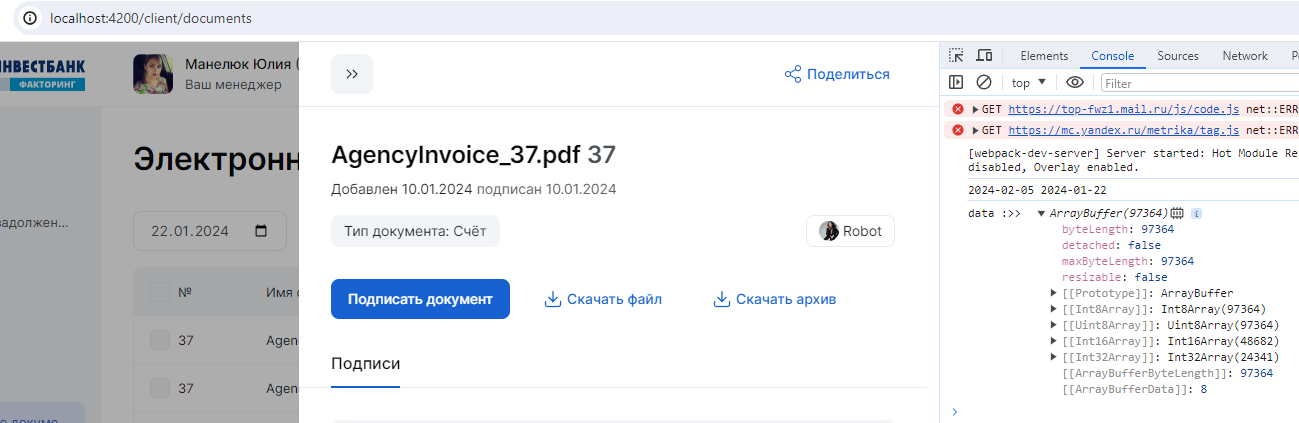 localhost:4200/client/documents
ИНВЕСТБАНК
ФАКТОРИНГ
Манелюк Юлия (
Ваш менеджер
Поделиться
Электронн
AgencyInvoice_37.pdf 37
Добавлен 10.01.2024 подписан 10.01.2024
задолжен...
22.01.2024
Тип документа: Счёт
Robot
№
Имя
Подписать документ
Скачать файл
Скачать архив
37
Agen
37
Agen
Подписи
Elements
Console
Sources
Network
top
Filter
GET https://top-fwz1.mail.ru/js/code.js net::ERR
GET https://mc.yandex.ru/metrika/tag.js net::ERR
[webpack-dev-server] Server started: Hot Module Re
disabled, Overlay enabled.
2024-02-05 2024-01-22
data :>> ArrayBuffer(97364)
byteLength: 97364
detached: false
maxByteLength: 97364
resizable: false
[[Prototype]]: ArrayBuffer
[[Int8Array]]: Int8Array(97364)
[[Uint8Array]]: Uint8Array(97364)
[[Int16Array]]: Int16Array(48682)
[[Int32Array]]: Int32Array(24341)
[[ArrayBufferByteLength]]: 97364
[[ArrayBufferData]]: 8